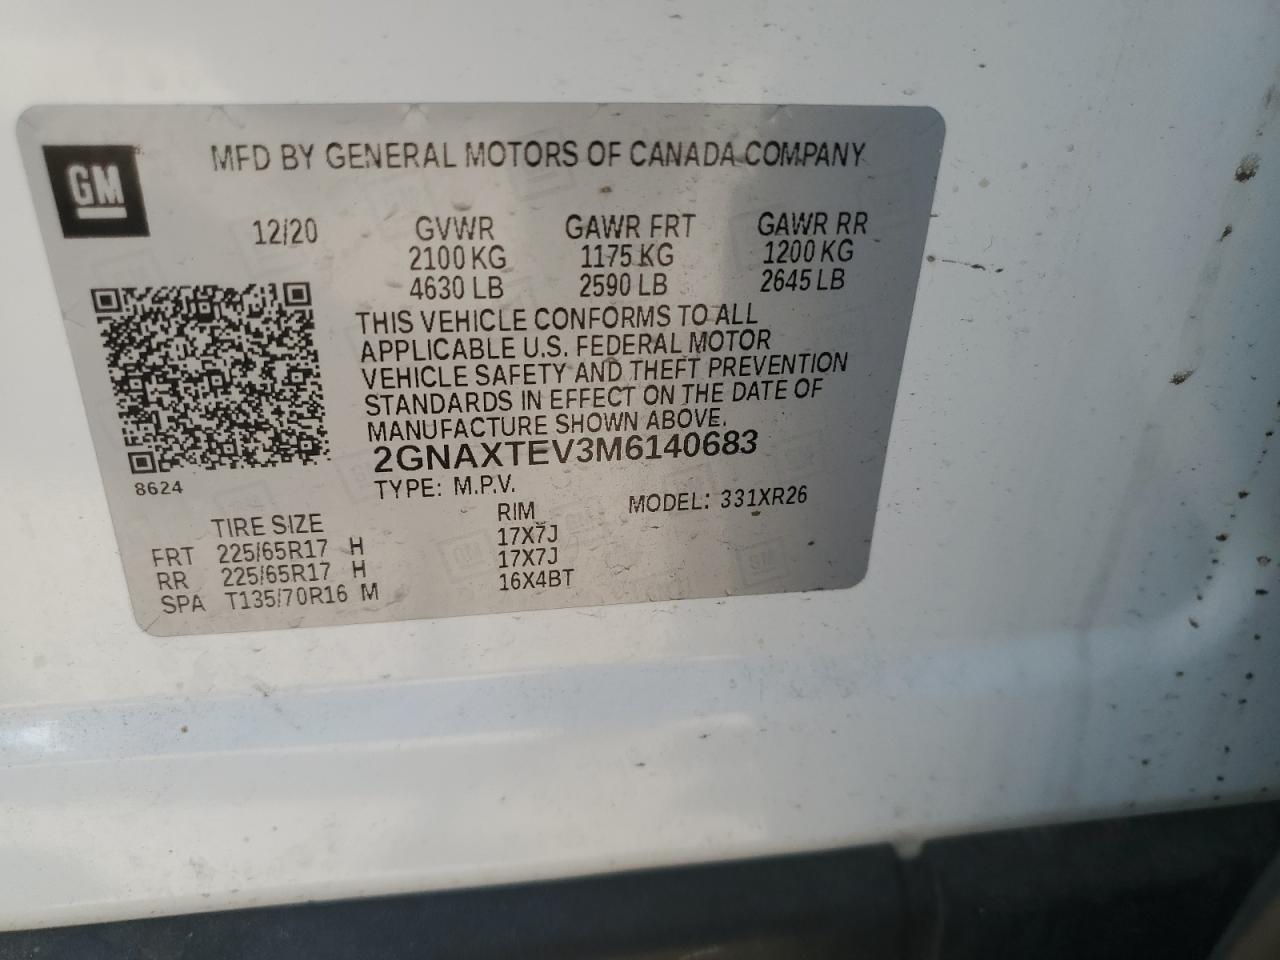 GM
MFD BY GENERAL MOTORS OF CANADA COMPANY
12/20 GVWR GAWR FRT GAWR RR
2100 KG 1175 KG 1200 KG
4630 LB 2590 LB 2645 LB
THIS VEHICLE CONFORMS TO ALL
APPLICABLE U.S. FEDERAL MOTOR
VEHICLE SAFETY AND THEFT PREVENTION
STANDARDS IN EFFECT ON THE DATE OF
MANUFACTURE SHOWN ABOVE.
2GNAXTEV3M6140683
8624
TYPE: M.P.V.
MODEL: 331XR26
TIRE SIZE RIM
FRT 225/65R17 H 17X7J
RR 225/65R17 H 17X7J
SPA T135/70R16 M 16X4BT